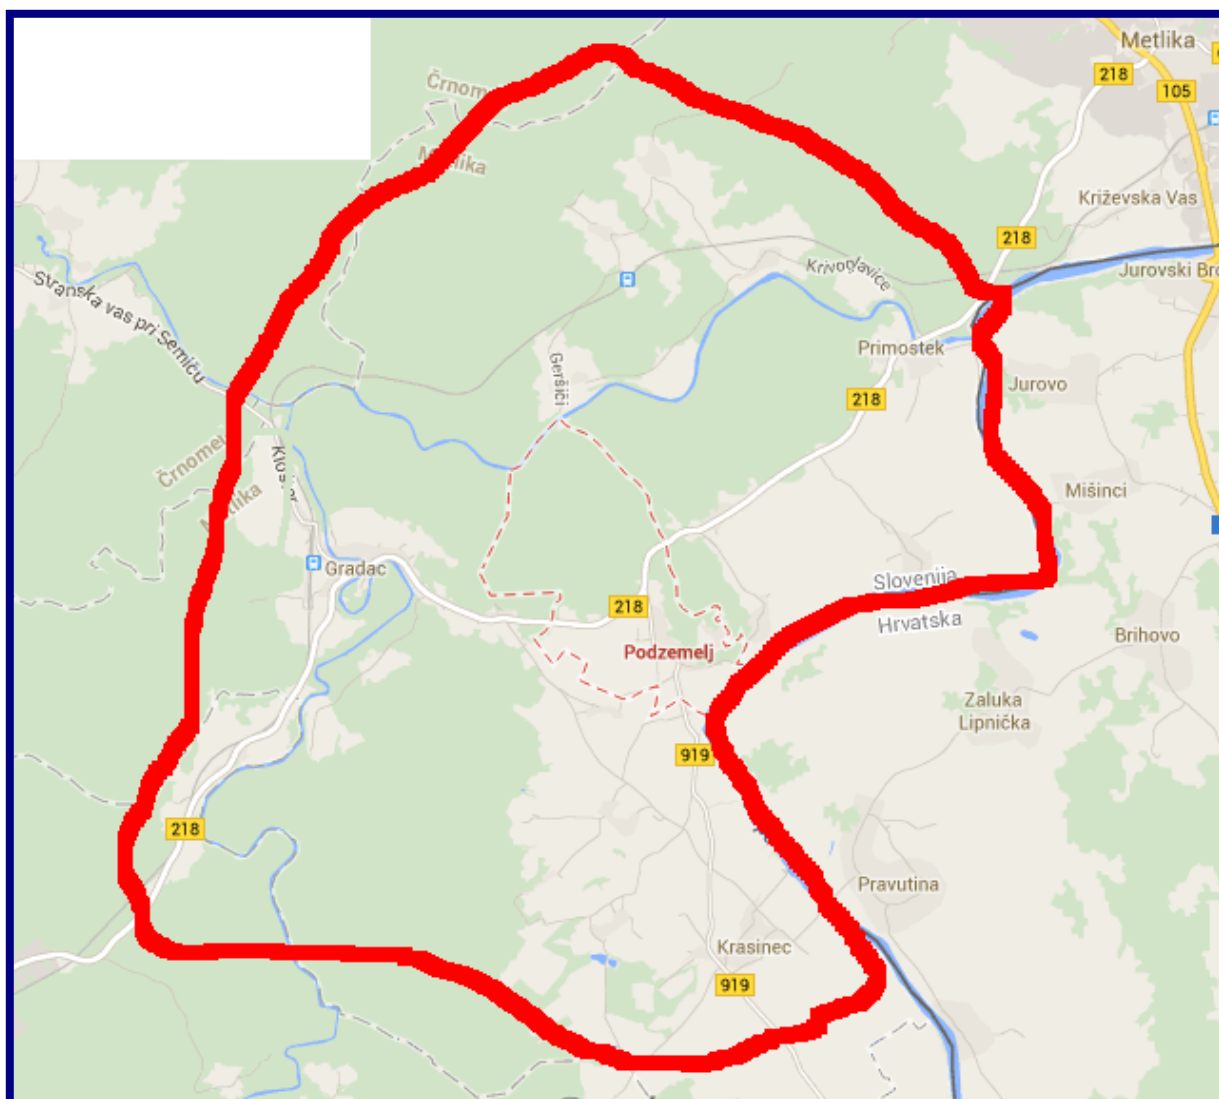 Metlika
218
105
Križevska Vas
218
Krivoglavice
Jurovski Bro
Stranska vas pri Semiču
Primostek
Geršiči
Jurovo
218
Mišinci
Gradac
Slovenija
218
Hrvatska
Brihovo
Podzemelj
Zaluka
Lipnička
919
218
Pravutina
Krasinec
919